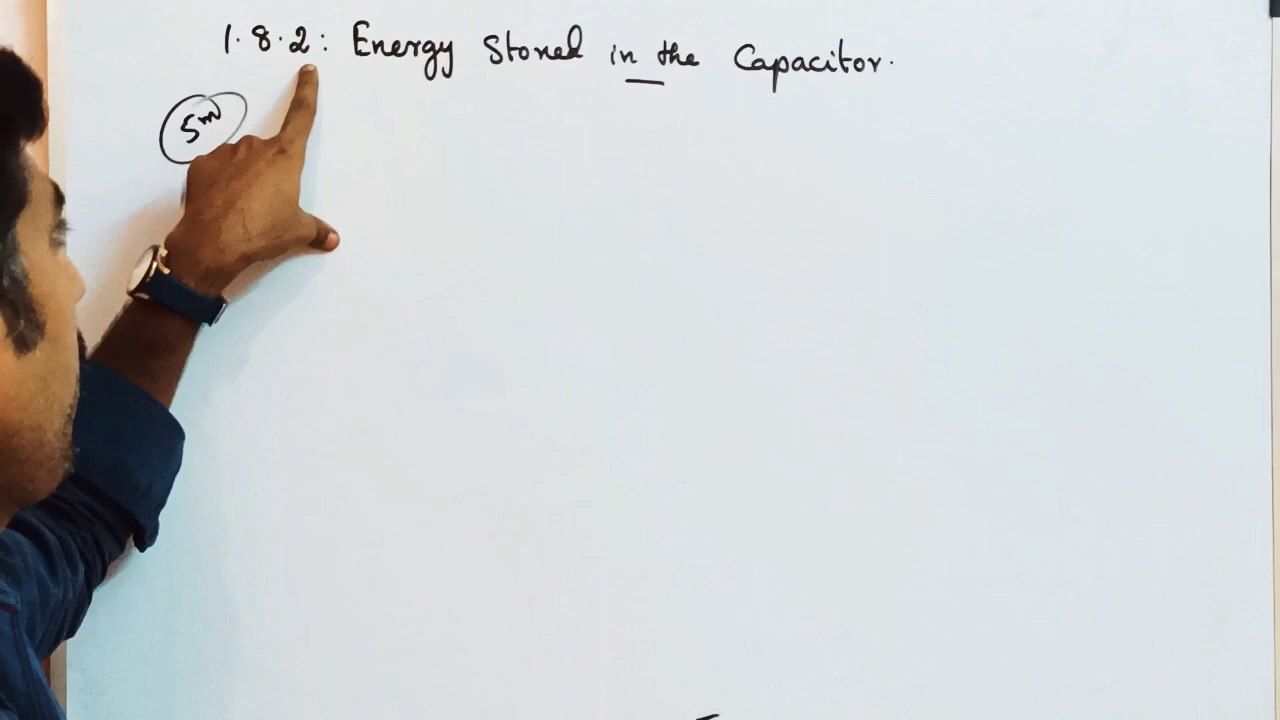 1.8.2: Energy Stored in the Capacitor.
5m